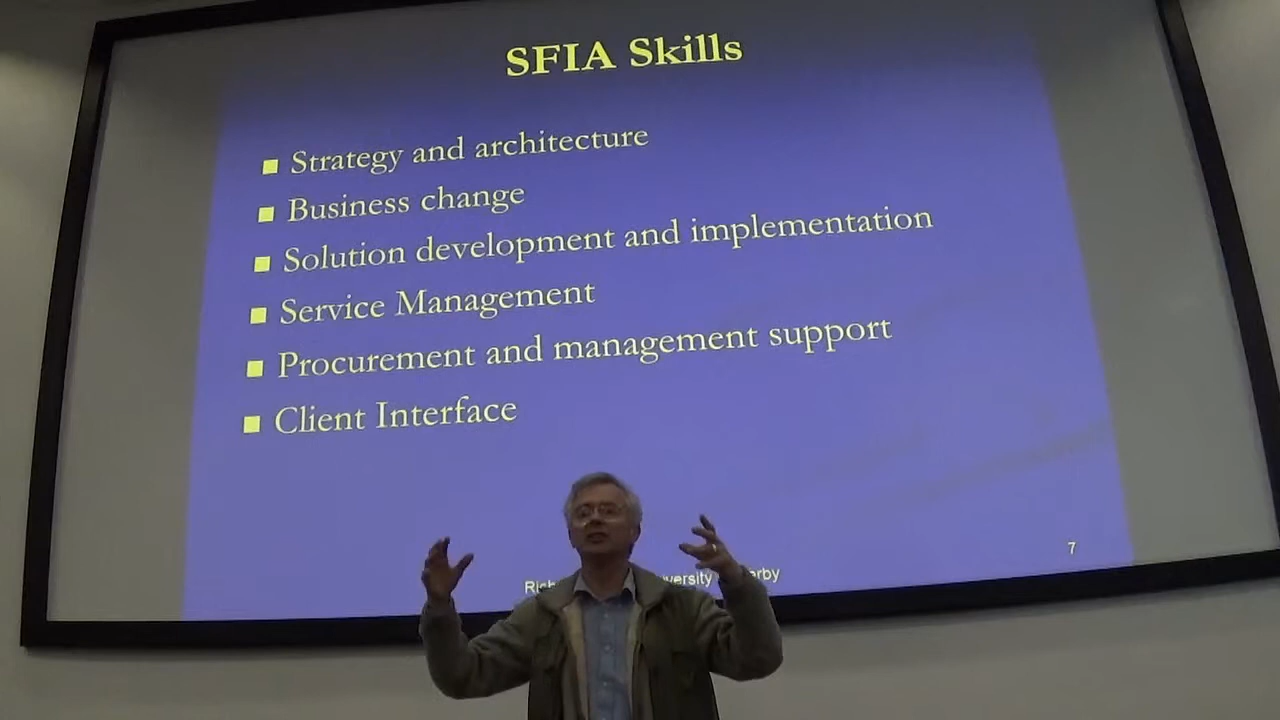 SFIA Skills
Strategy and architecture
Business change
Solution development and implementation
Service Management
Procurement and management support
Client Interface
7